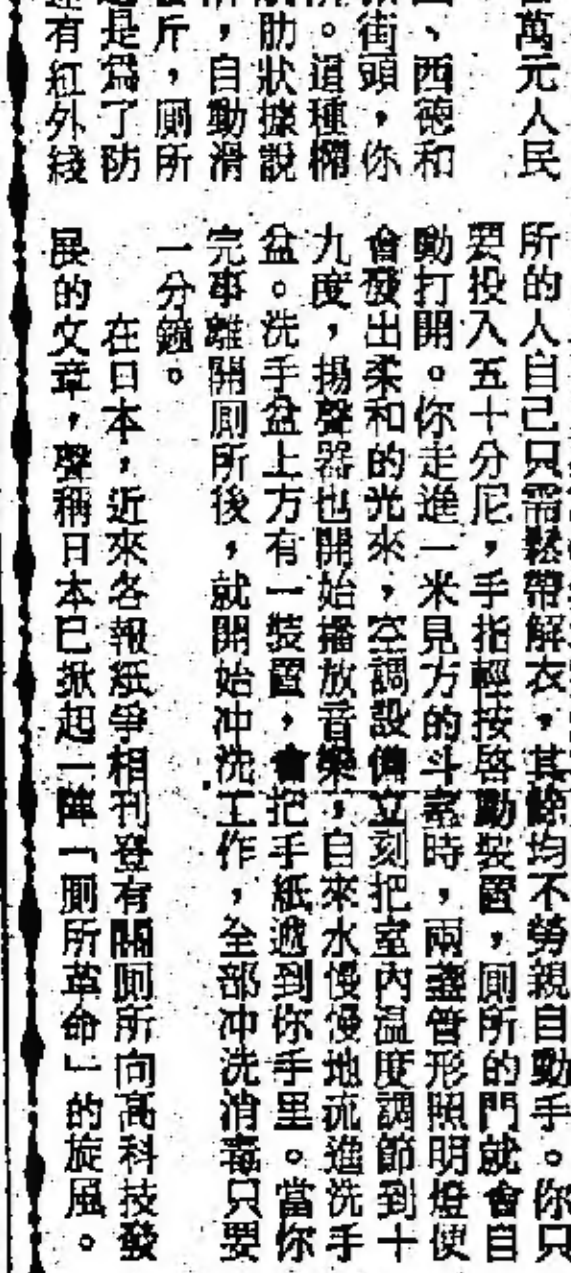 萬元人民
、西德和
街頭，你
。這種欄
肋狀據說
，自動滑
斤，厠所
是爲了防
有紅外綫
所的人自己只需鬆帶解衣，其餘均不勞親自動手。你只
要投入五十分尼，手指輕按啓動裝置，厠所的門就會自
動打開。你走進一米見方的斗室時，兩盞管形照明燈便
會發出柔和的光來，空調設備立刻把室內溫度調節到十
九度，揚聲器也開始播放音樂，自來水慢慢地流進洗手
盆。洗手盆上方有一裝置，會把手紙遞到你手里。當你
完事離開厠所後，就開始冲洗工作，全部冲洗消毒只要
一分鐘。
在日本，近來各報紙爭相刊登有關厠所向高科技發
展的文章，聲稱日本已掀起一陣「厠所革命」的旋風。